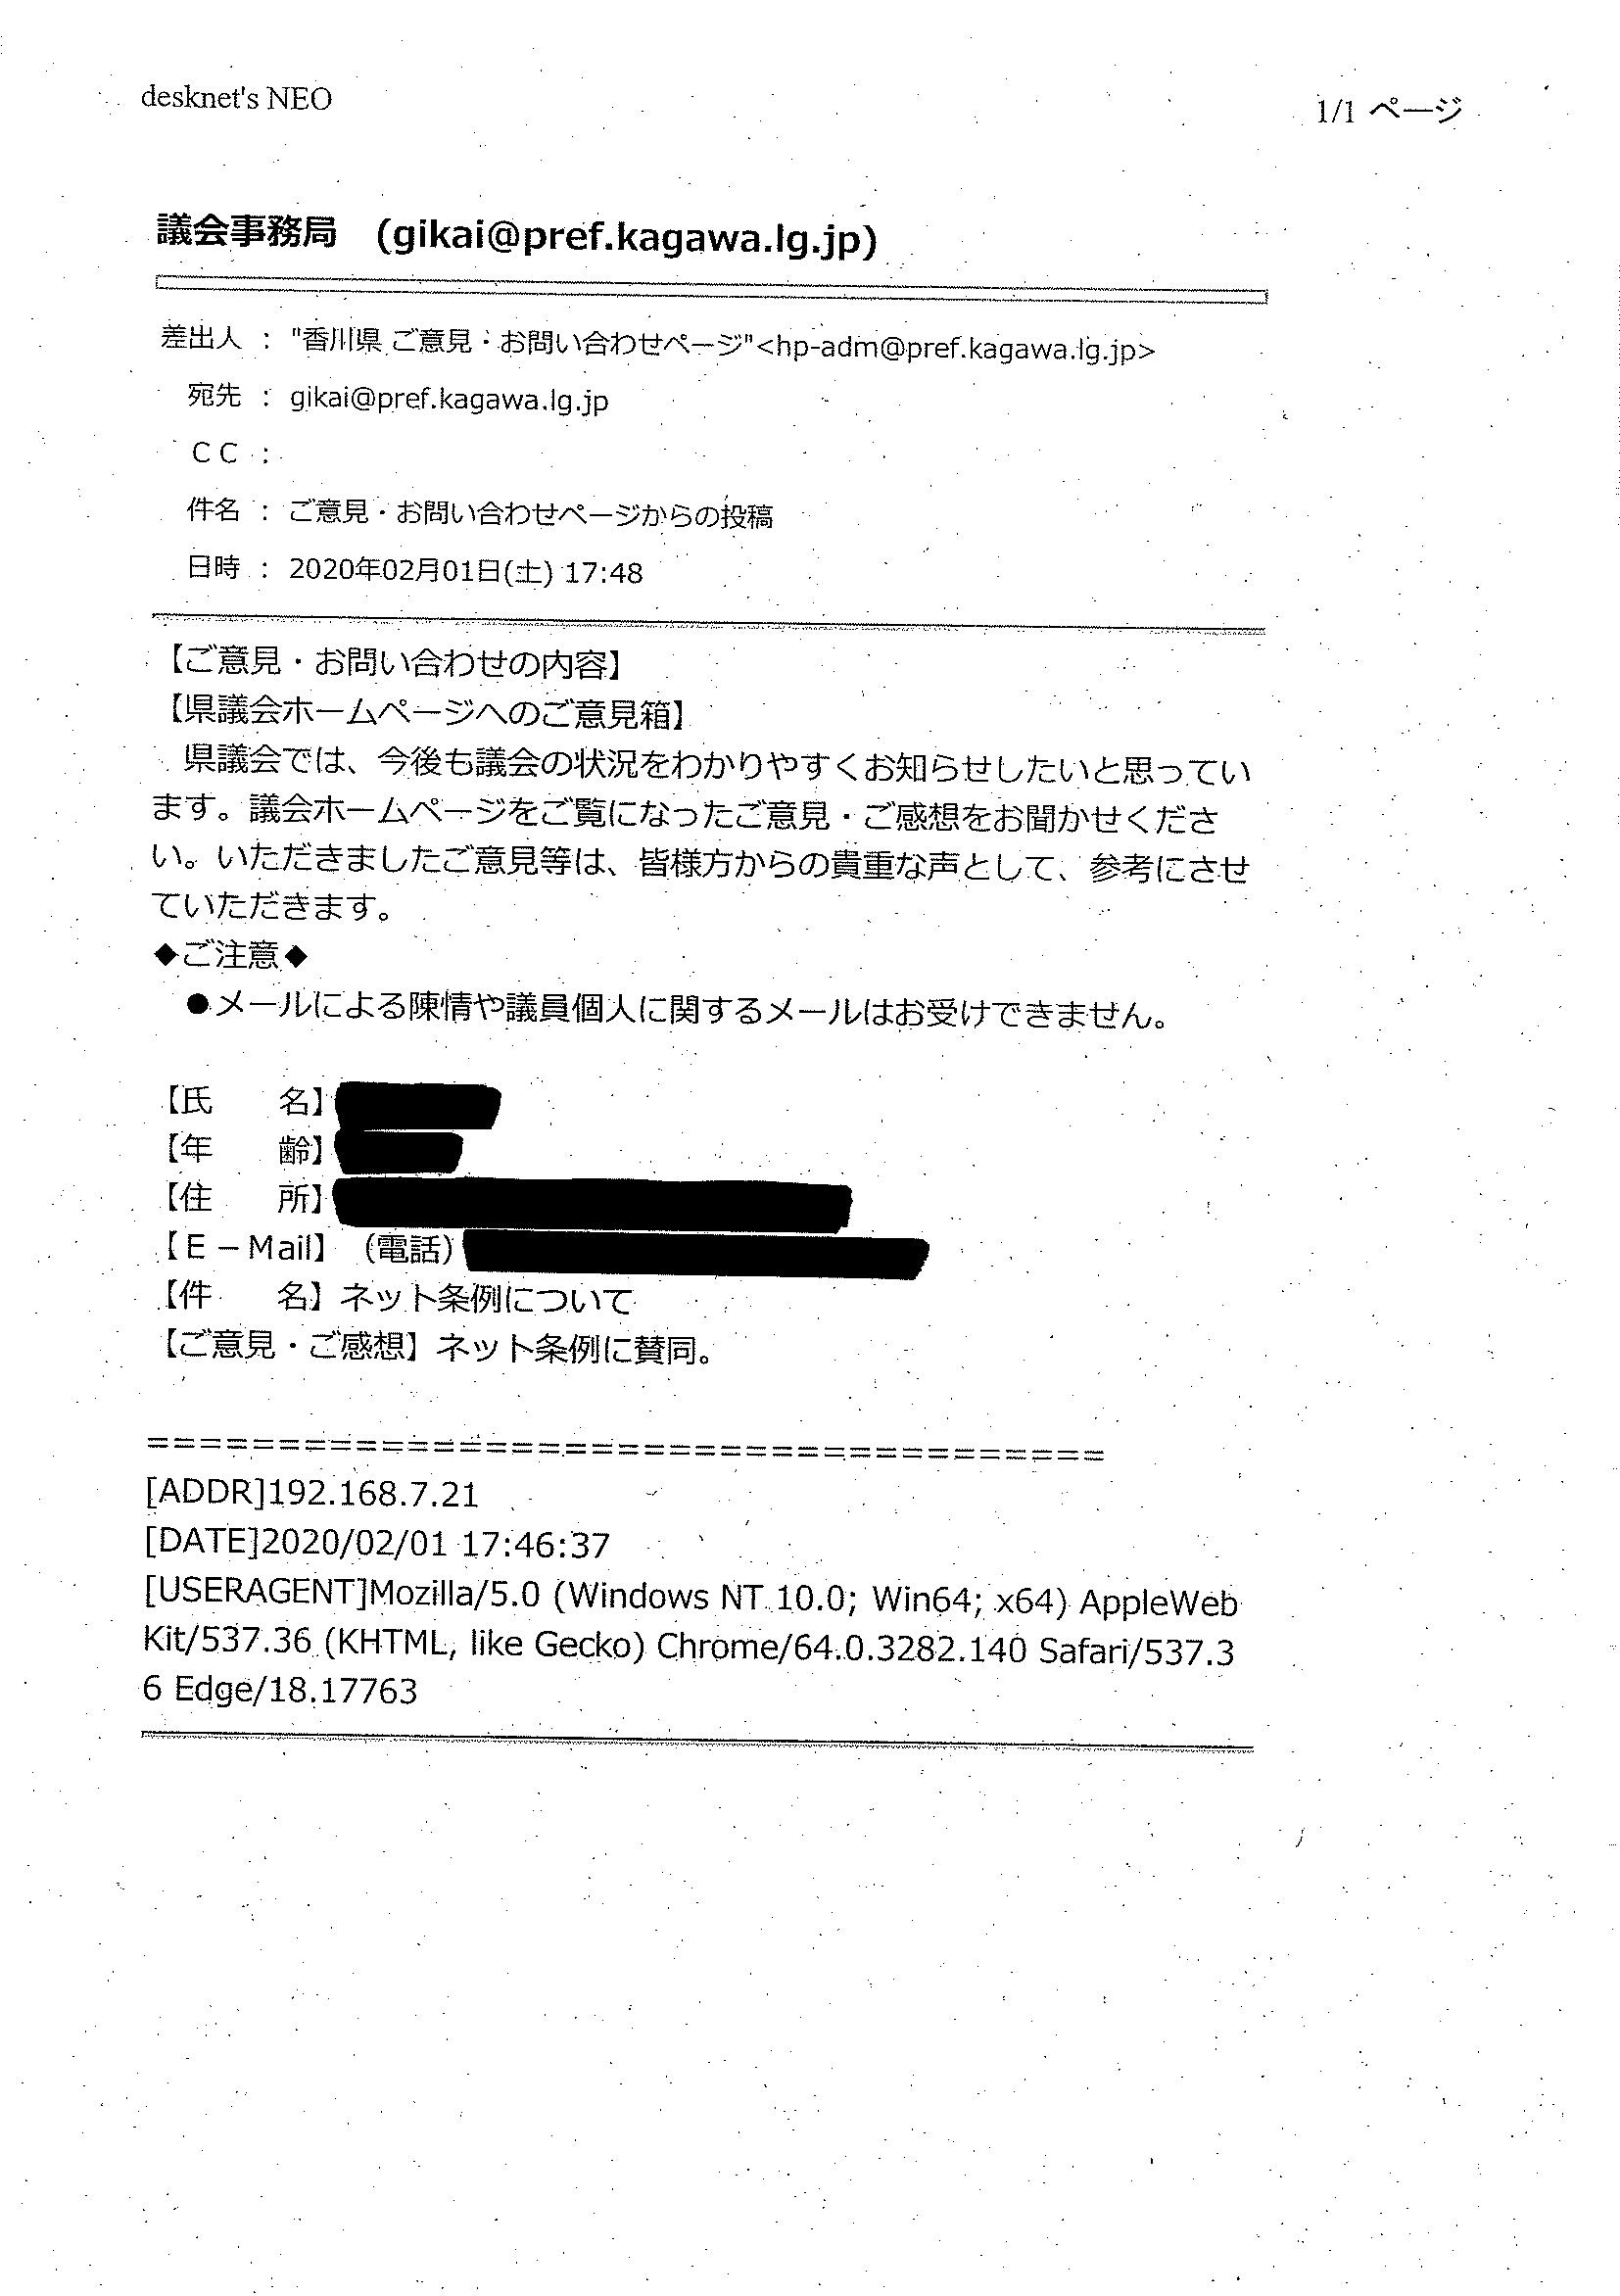 desknet's NEO
1/1 ページ
議会事務局　(gikai@pref.kagawa.lg.jp)
差出人 ： "香川県 ご意見・お問い合わせページ"<hp-adm@pref.kagawa.lg.jp>
宛先 ： gikai@pref.kagawa.lg.jp
ＣＣ ：
件名 ： ご意見・お問い合わせページからの投稿
日時 ： 2020年02月01日(土) 17:48
【ご意見・お問い合わせの内容】
【県議会ホームページへのご意見箱】
　県議会では、今後も議会の状況をわかりやすくお知らせしたいと思ってい
ます。議会ホームページをご覧になったご意見・ご感想をお聞かせくださ
い。いただきましたご意見等は、皆様方からの貴重な声として、参考にさせ
ていただきます。
◆ご注意◆
　●メールによる陳情や議員個人に関するメールはお受けできません。
【氏　　名】
【年　　齢】
【住　　所】
【Ｅ－Mail】（電話）
【件　　名】ネット条例について
【ご意見・ご感想】ネット条例に賛同。
=====================================
[ADDR]192.168.7.21
[DATE]2020/02/01 17:46:37
[USERAGENT]Mozilla/5.0 (Windows NT 10.0; Win64; x64) AppleWeb
Kit/537.36 (KHTML, like Gecko) Chrome/64.0.3282.140 Safari/537.3
6 Edge/18.17763